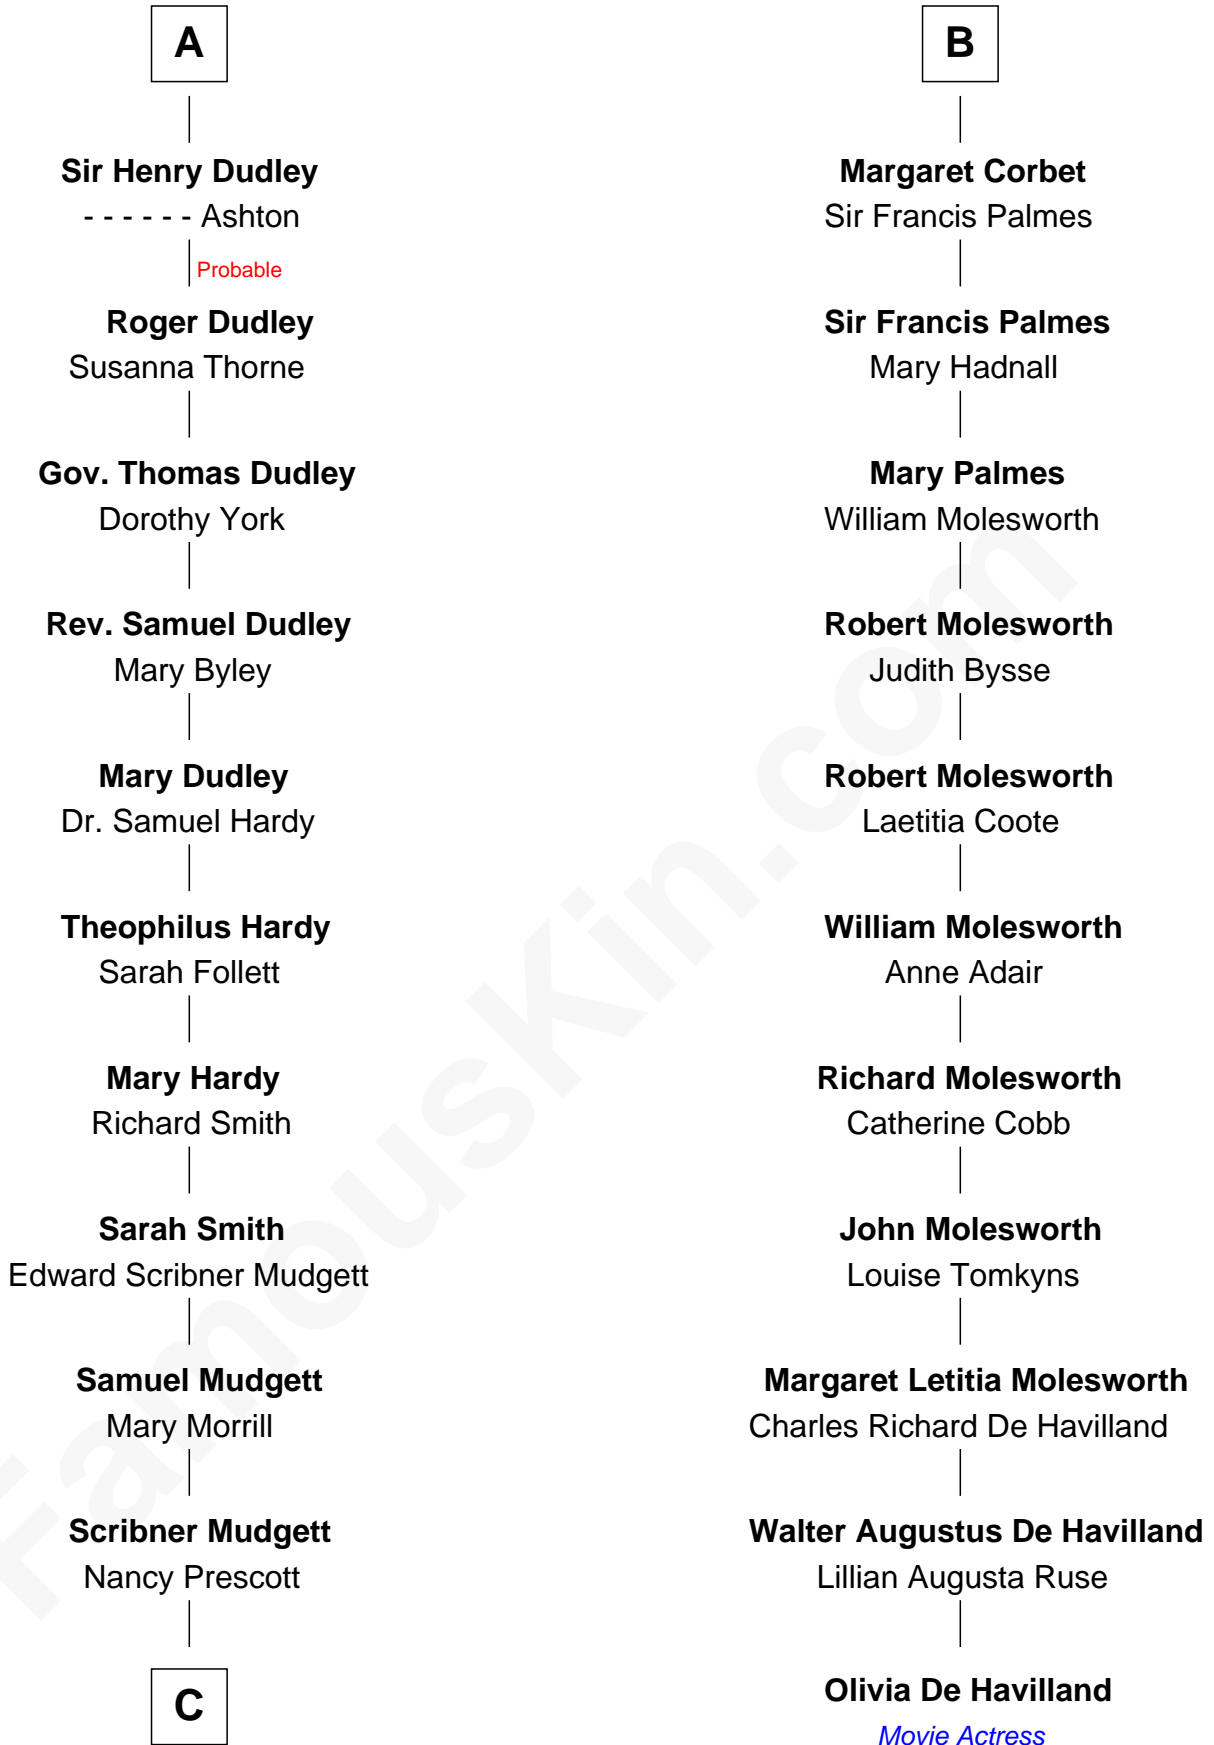 A
Sir Henry Dudley
- - - - - - Ashton
Probable
Roger Dudley
Susanna Thorne
Gov. Thomas Dudley
Dorothy York
Rev. Samuel Dudley
Mary Byley
Mary Dudley
Dr. Samuel Hardy
Theophilus Hardy
Sarah Follett
Mary Hardy
Richard Smith
Sarah Smith
Edward Scribner Mudgett
Samuel Mudgett
Mary Morrill
Scribner Mudgett
Nancy Prescott
C
B
Margaret Corbet
Sir Francis Palmes
Sir Francis Palmes
Mary Hadnall
Mary Palmes
William Molesworth
Robert Molesworth
Judith Bysse
Robert Molesworth
Laetitia Coote
William Molesworth
Anne Adair
Richard Molesworth
Catherine Cobb
John Molesworth
Louise Tomkyns
Margaret Letitia Molesworth
Charles Richard De Havilland
Walter Augustus De Havilland
Lillian Augusta Ruse
Olivia De Havilland
Movie Actress
FamousKin.com